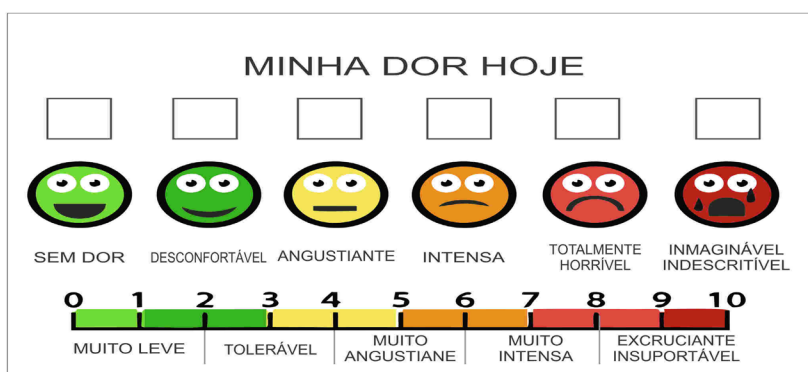 MINHA DOR HOJE
SEM DOR
DESCONFORTÁVEL
ANGUSTIANTE
INTENSA
TOTALMENTE
HORRÍVEL
INMAGINÁVEL
INDESCRITÍVEL
0 1 2 3 4 5 6 7 8 9 10
MUITO LEVE
TOLERÁVEL
MUITO
ANGUSTIANE
MUITO
INTENSA
EXCRUCIANTE
INSUPORTÁVEL